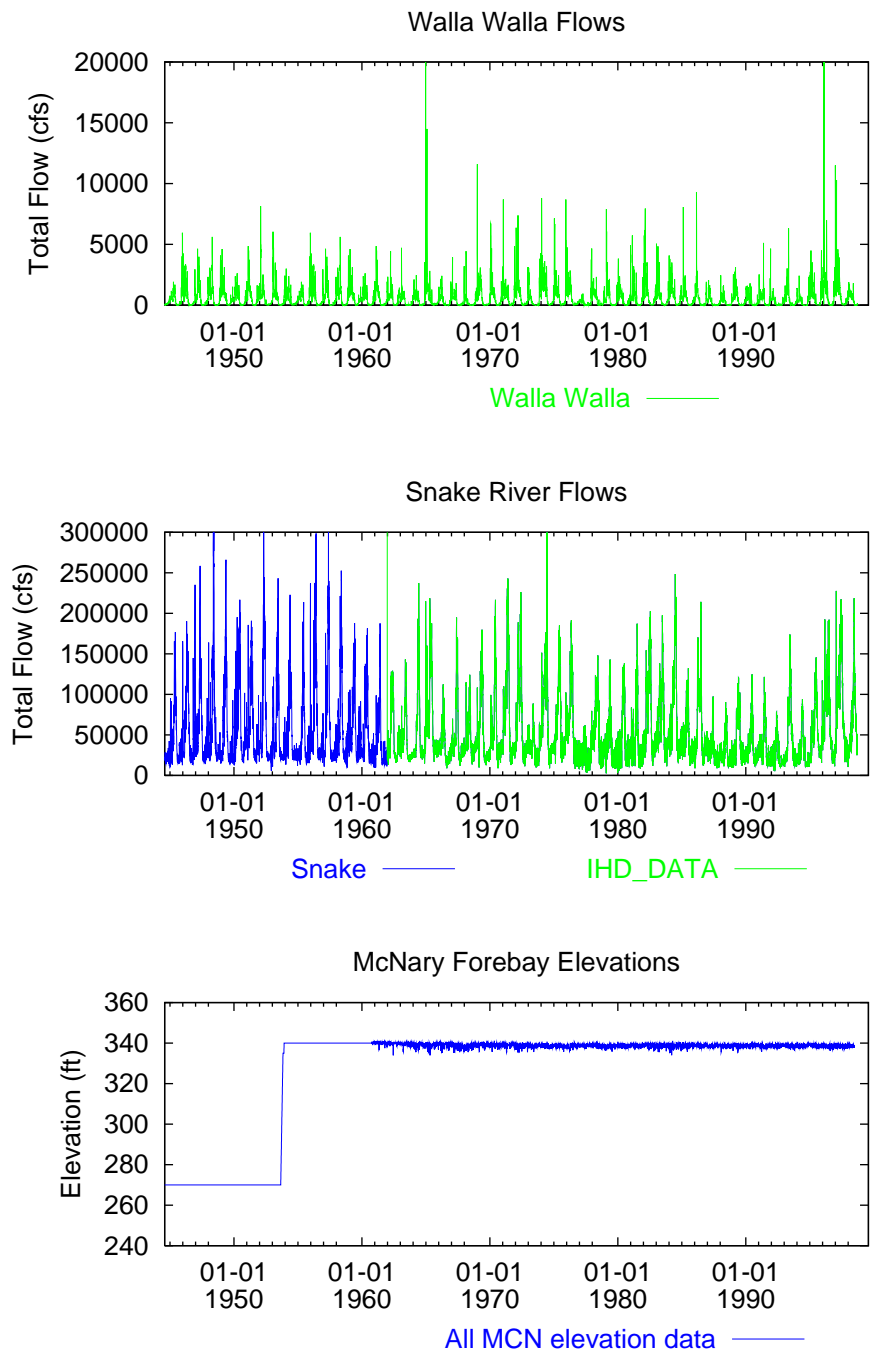 Walla Walla Flows
20000
15000
10000
5000
0
Total Flow (cfs)
01-01 01-01 01-01 01-01 01-01
1950 1960 1970 1980 1990
Walla Walla
Snake River Flows
300000
250000
200000
150000
100000
50000
0
Total Flow (cfs)
01-01 01-01 01-01 01-01 01-01
1950 1960 1970 1980 1990
Snake IHD_DATA
McNary Forebay Elevations
360
340
320
300
280
260
240
Elevation (ft)
01-01 01-01 01-01 01-01 01-01
1950 1960 1970 1980 1990
All MCN elevation data